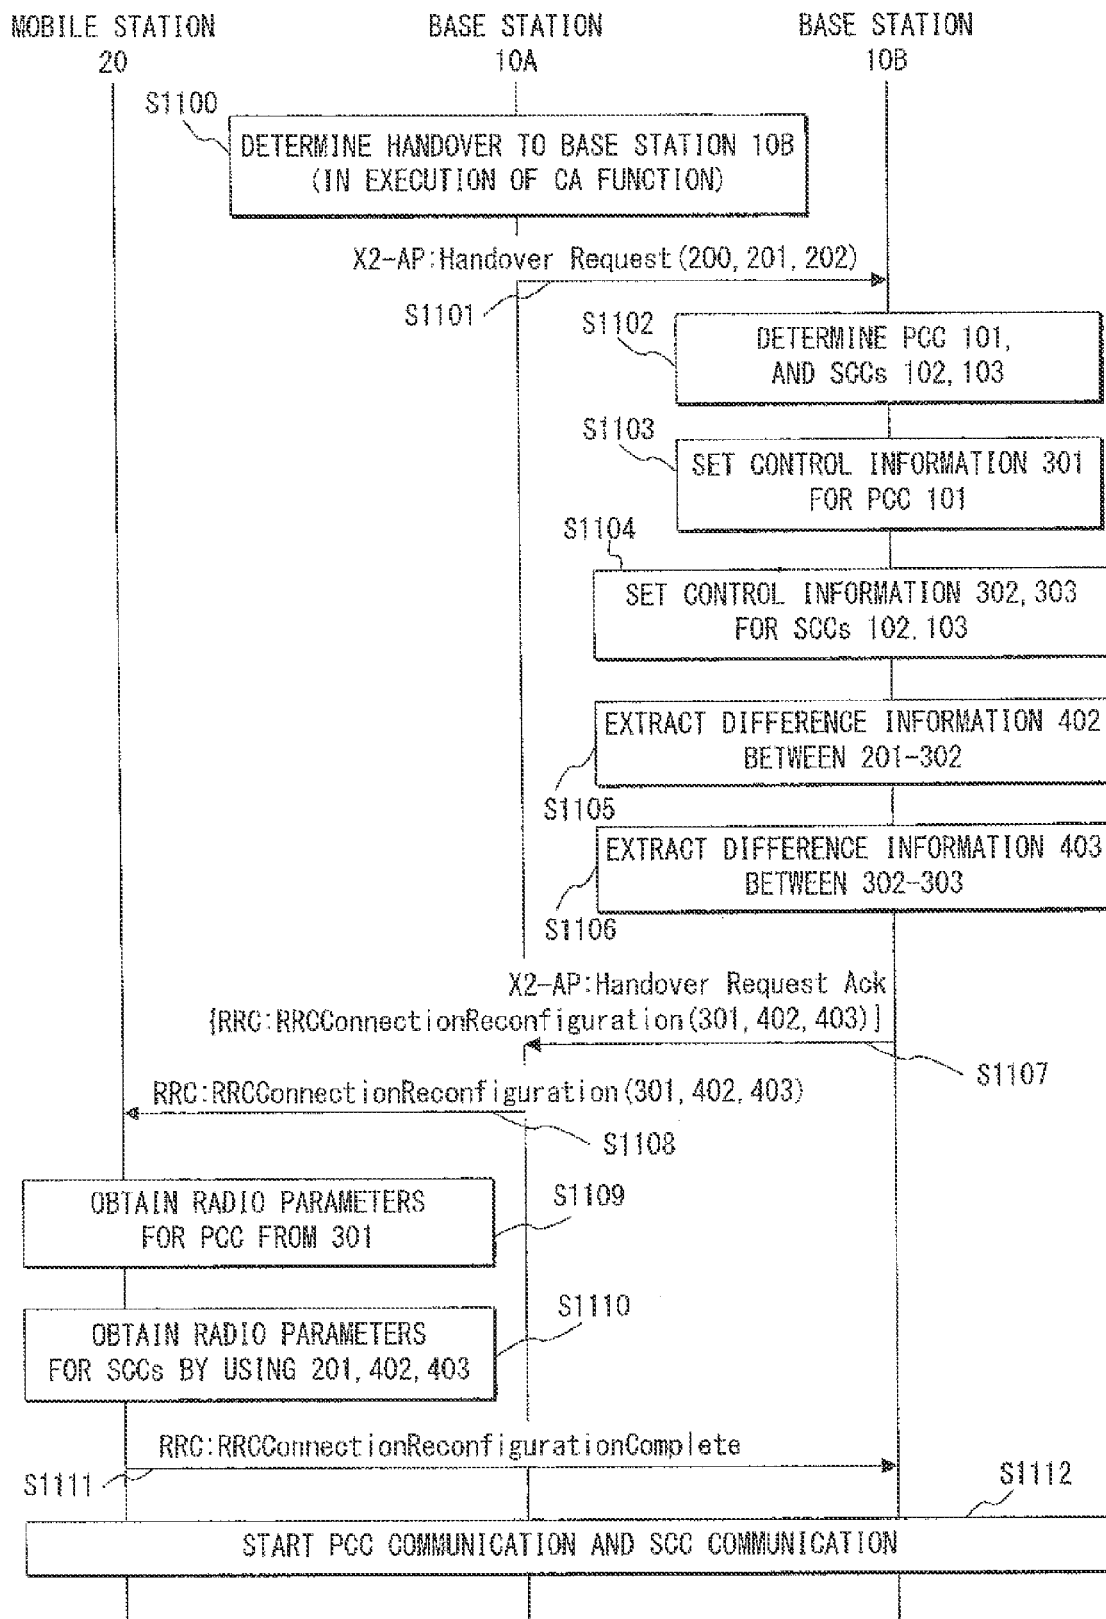 MOBILE STATION
20
BASE STATION
10A
BASE STATION
10B
S1100
DETERMINE HANDOVER TO BASE STATION 10B
(IN EXECUTION OF CA FUNCTION)
X2-AP:Handover Request(200,201,202)
S1101
S1102
DETERMINE PCC 101,
AND SCCs 102,103
S1103
SET CONTROL INFORMATION 301
FOR PCC 101
S1104
SET CONTROL INFORMATION 302,303
FOR SCCs 102,103
EXTRACT DIFFERENCE INFORMATION 402
BETWEEN 201-302
S1105
EXTRACT DIFFERENCE INFORMATION 403
BETWEEN 302-303
S1106
X2-AP:Handover Request Ack
{RRC:RRCConnectionReconfiguration(301,402,403)]
S1107
RRC:RRCConnectionReconfiguration(301,402,403)
S1108
OBTAIN RADIO PARAMETERS
FOR PCC FROM 301
S1109
OBTAIN RADIO PARAMETERS
FOR SCCs BY USING 201,402,403
S1110
RRC:RRCConnectionReconfigurationComplete
S1111
S1112
START PCC COMMUNICATION AND SCC COMMUNICATION